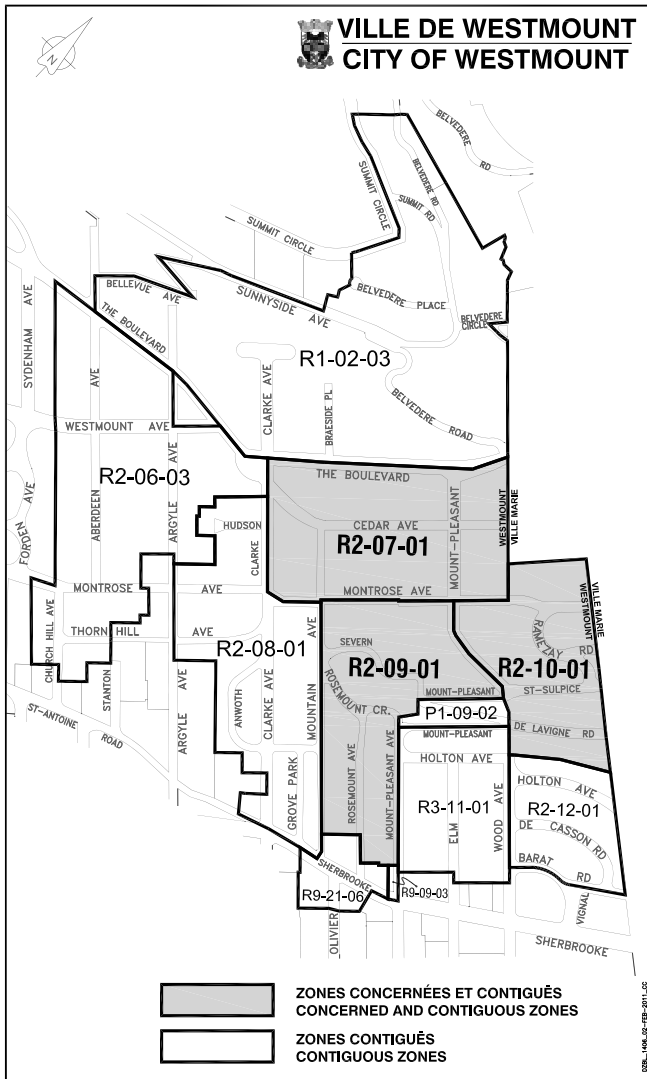 VILLE DE WESTMOUNT
CITY OF WESTMOUNT
N
BELVEDERE RD
SUMMIT CIRCLE
BELVEDERE RD
SUMMIT RD
SUMMIT CIRCLE
BELLEVUE AVE
SUNNYSIDE AVE
BELVEDERE PLACE
BELVEDERE CIRCLE
SYDENHAM AVE
THE BOULEVARD
R1-02-03
CLARKE AVE
BRAESIDE PL
BELVEDERE ROAD
WESTMOUNT AVE
ABERDEEN AVE
ARGYLE AVE
R2-06-03
FORDEN AVE
THE BOULEVARD
HUDSON
CLARKE
CEDAR AVE
R2-07-01
MOUNT-PLEASANT
WESTMOUNT
VILLE MARIE
MONTROSE AVE
MONTROSE AVE
CHURCH HILL AVE
THORNHILL AVE
STANTON
R2-08-01
ANWOTH
CLARKE AVE
MOUNTAIN AVE
SEVERN
R2-09-01
ROSEMOUNT CR.
MOUNT-PLEASANT
RAMEZAY RD
VILLE MARIE
WESTMOUNT
R2-10-01
ST-SULPICE
P1-09-02
DE LAVIGNE RD
ST-ANTOINE ROAD
ARGYLE AVE
GROVE PARK
ROSEMOUNT AVE
MOUNT-PLEASANT AVE
MOUNT-PLEASANT
HOLTON AVE
R3-11-01
ELM
WOOD AVE
HOLTON AVE
R2-12-01
DE CASSON RD
BARAT RD
SHERBROOKE
R9-21-06
R9-09-03
OLIVIER
VIGNAL
SHERBROOKE
ZONES CONCERNÉES ET CONTIGUËS
CONCERNED AND CONTIGUOUS ZONES
ZONES CONTIGUËS
CONTIGUOUS ZONES